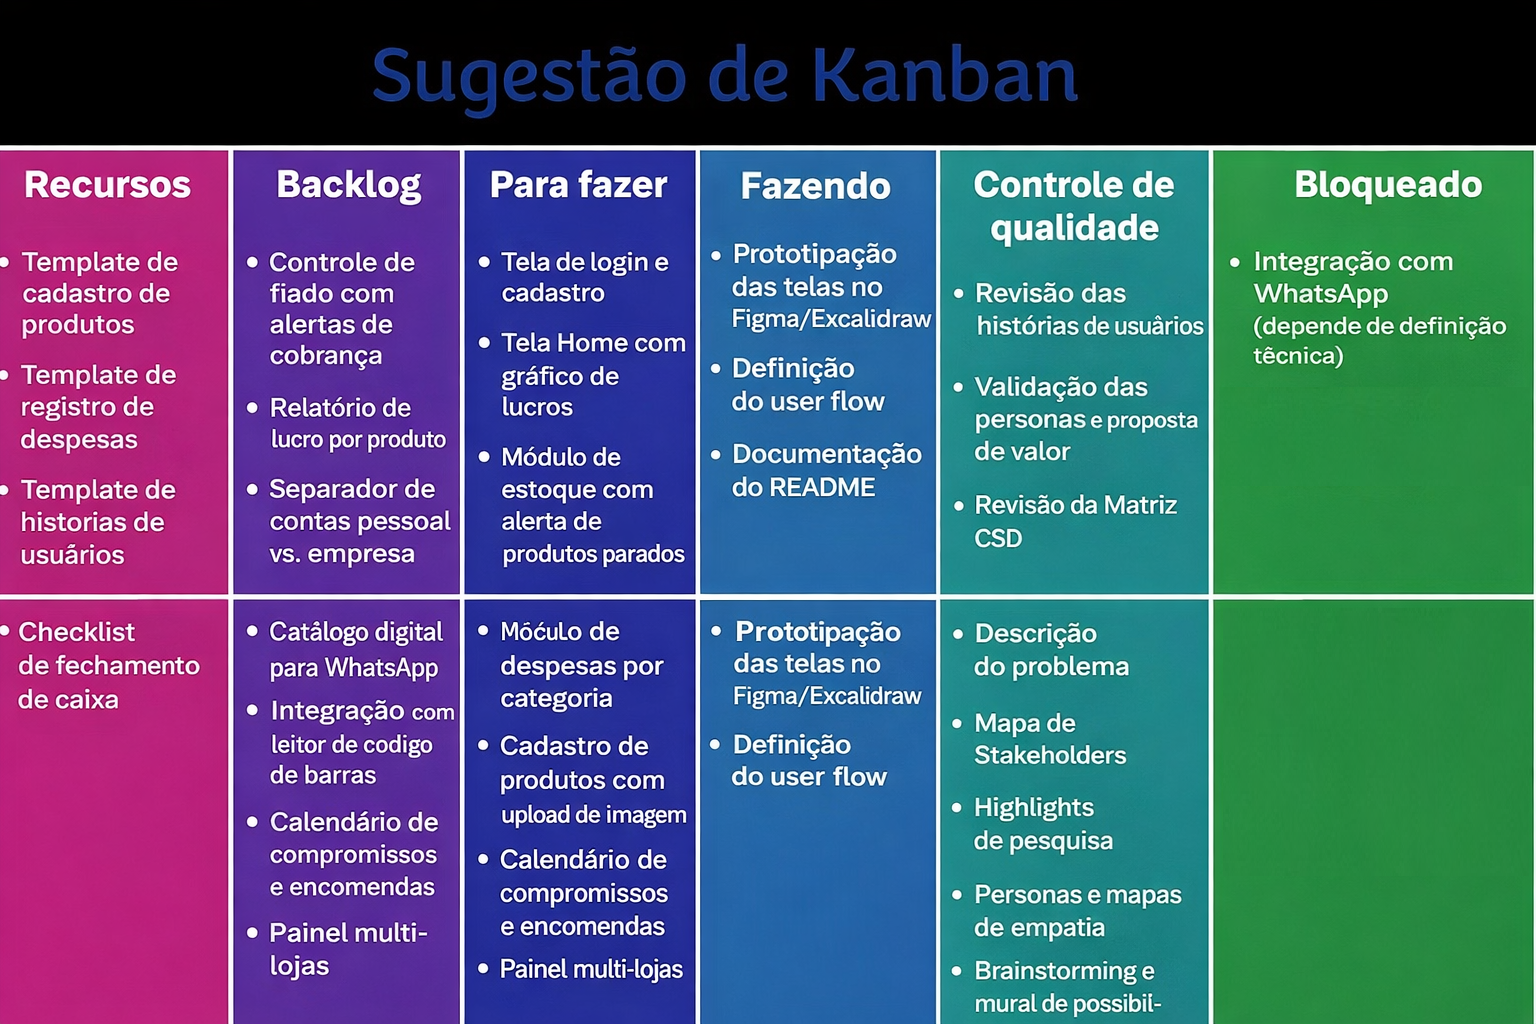 Sugestão de Kanban
Recursos
• Template de
cadastro de
produtos
• Template de
registro de
despesas
• Template de
historias de
usuários
Backlog
• Controle de
fiado com
alertas de
cobrança
• Relatório de
lucro por produto
• Separador de
contas pessoal
vs. empresa
Para fazer
• Tela de login e
cadastro
• Tela Home com
gráfico de
lucros
• Módulo de
estoque com
alerta de
produtos parados
Fazendo
• Prototipação
das telas no
Figma/Excalidraw
• Definição
do user flow
• Documentação
do README
Controle de
qualidade
• Revisão das
histórias de usuârios
• Validação das
personas e proposta
de valor
• Revisão da Matriz
CSD
Bloqueado
• Integração com
WhatsApp
(depende de definição
têcnica)
• Checklist
de fechamento
de caixa
• Catâlogo digital
para WhatsApp
• Integração com
leitor de codigo
de barras
• Calendário de
compromissos
e encomendas
• Painel multi-
lojas
• Móćulo de
despesas por
categoria
• Cadastro de
produtos com
upload de imagem
• Calendário de
compromissos
e encomendas
• Painel multi-lojas
• Prototipação
das telas no
Figma/Excalidraw
• Definição
do user flow
• Descrição
do problema
• Mapa de
Stakeholders
• Highlights
de pesquisa
• Personas e mapas
de empatia
• Brainstorming e
mural de possibil-